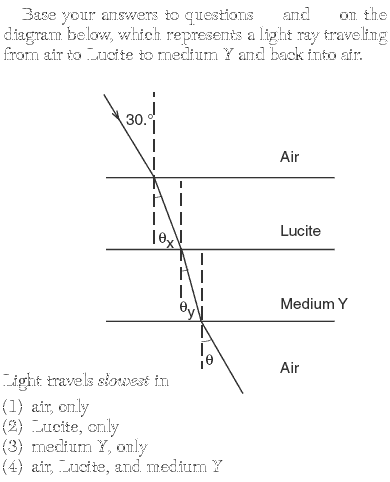 Base your answers to questions and on the
diagram below, which represents a light ray traveling
from air to Lucite to medium Y and back into air.
30.°
Air
Lucite
θx
Medium Y
θy
θ
Air
Light travels slowest in
(1) air, only
(2) Lucite, only
(3) medium Y, only
(4) air, Lucite, and medium Y